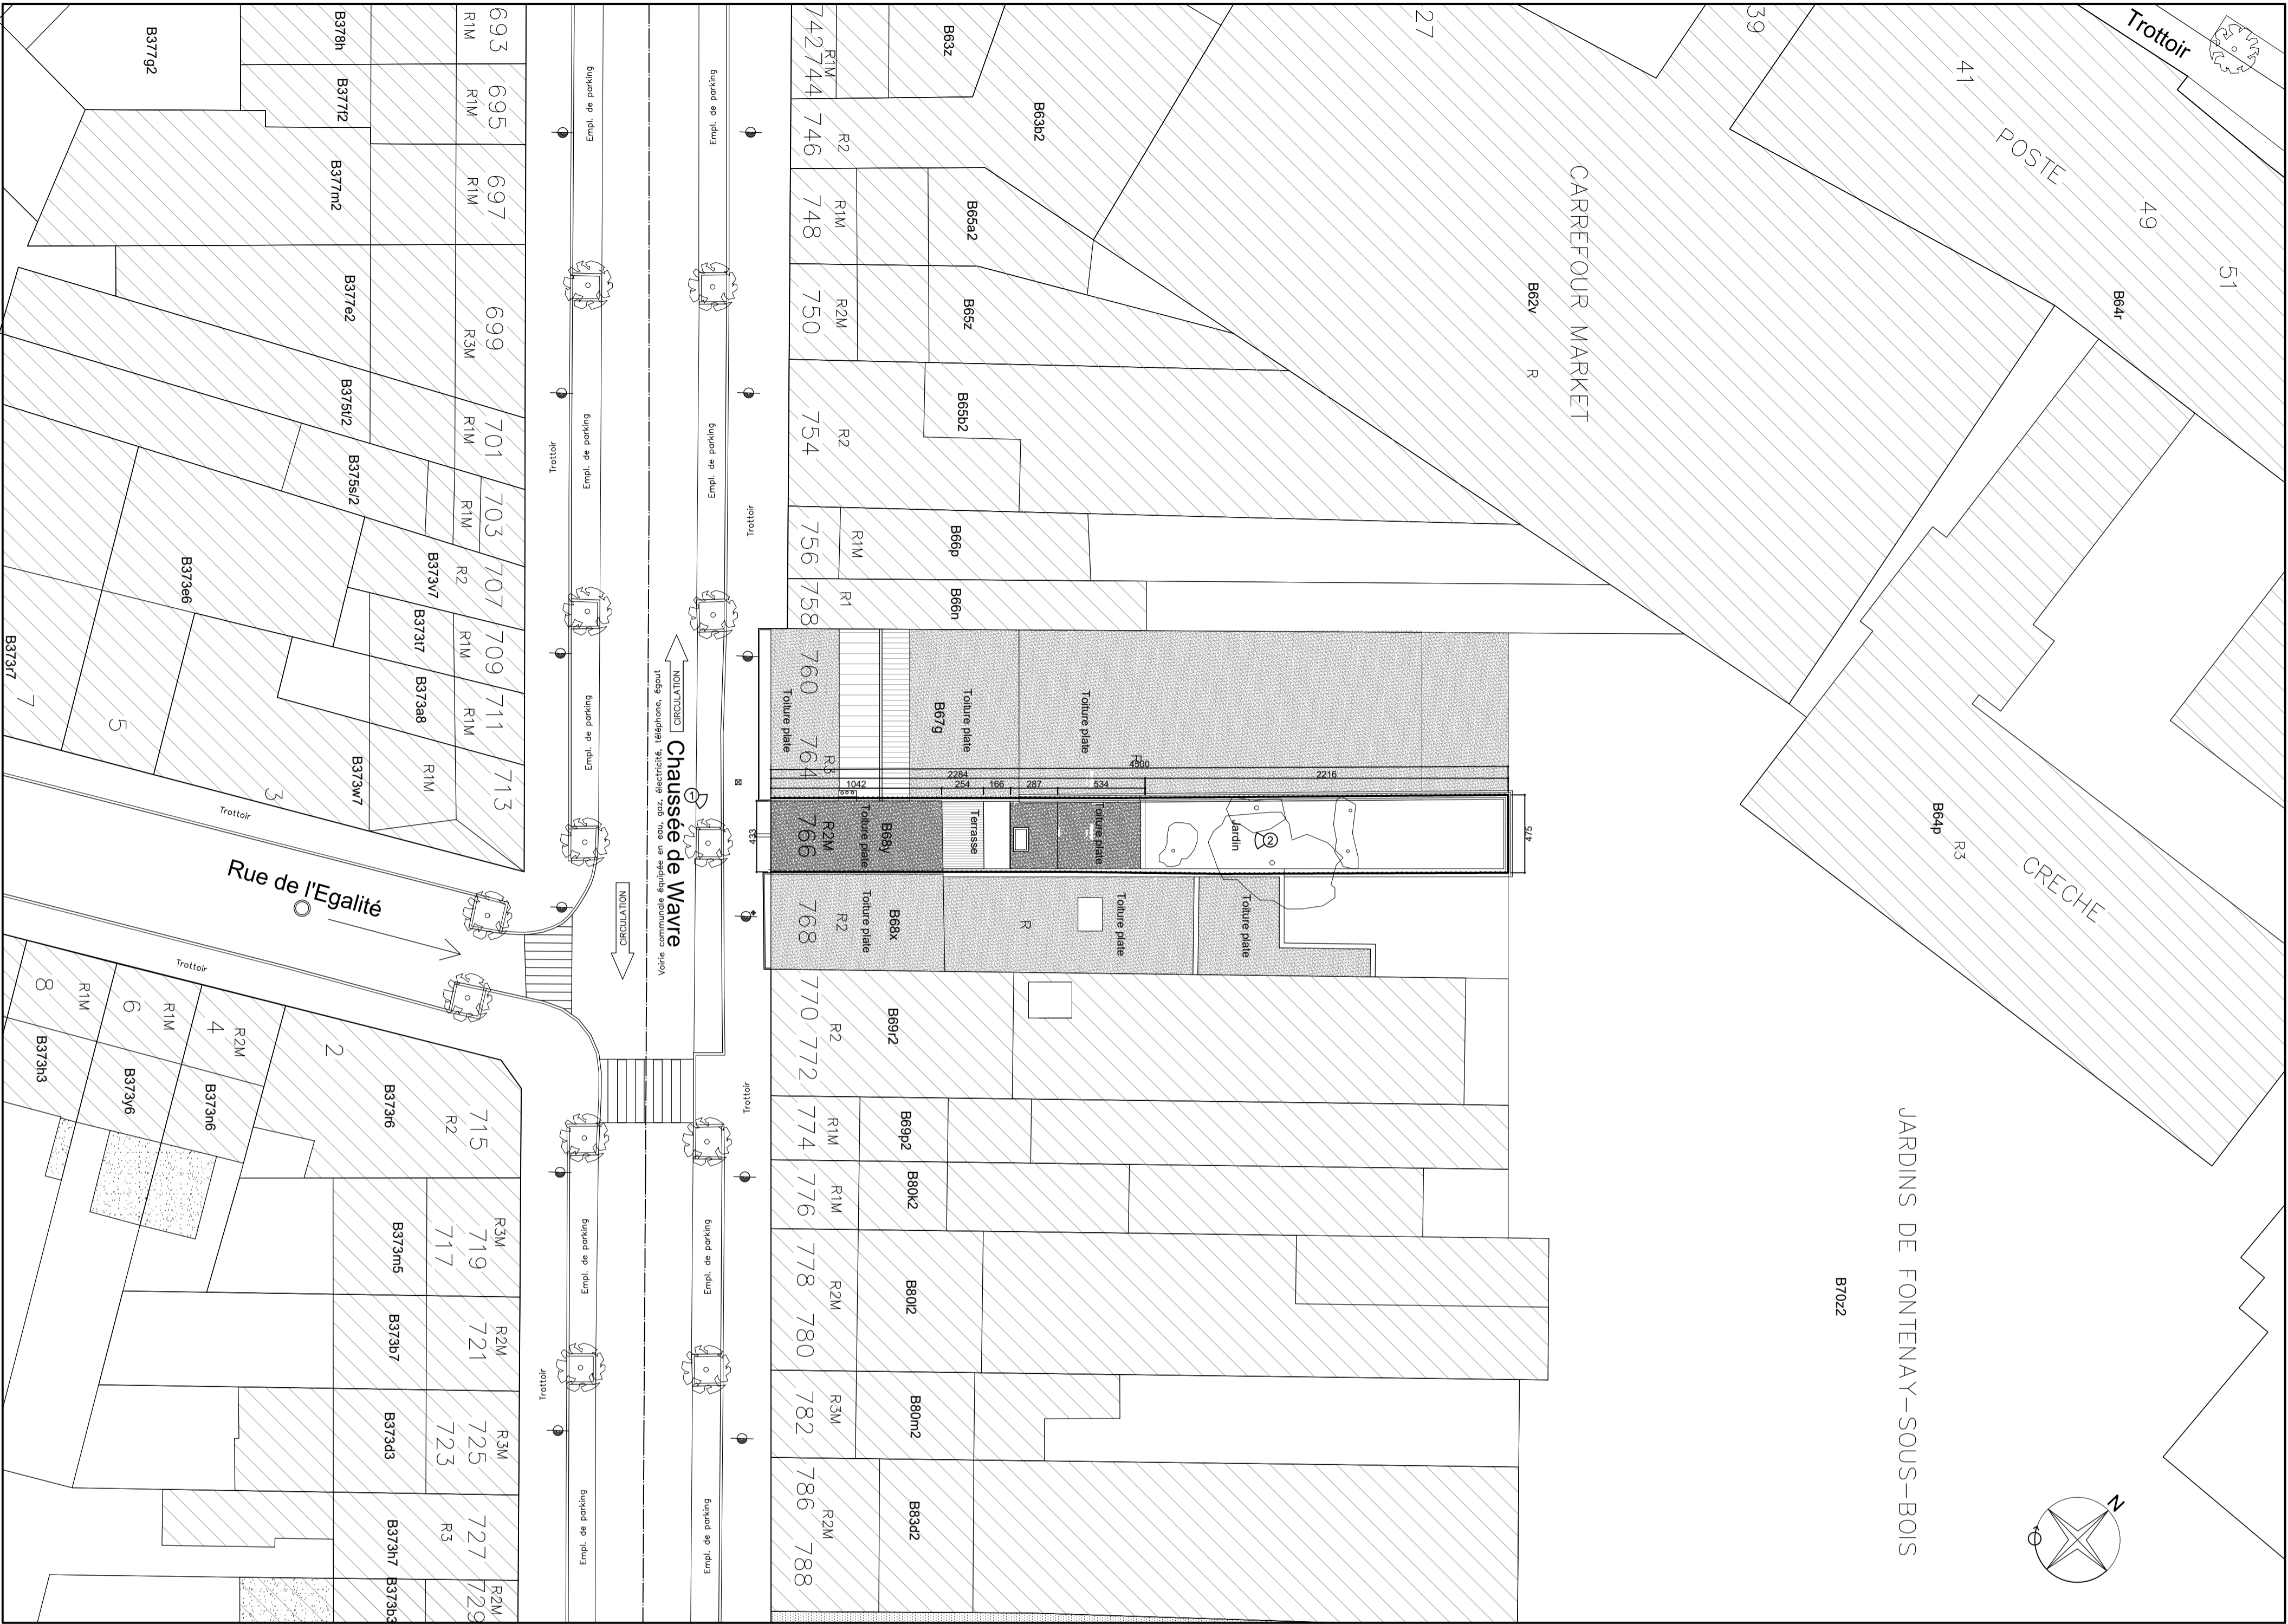 Trottoir
41
POSTE
49
51
B64r
39
27
CARREFOUR MARKET
B62v
R
B64p
R3
CRECHE
JARDINS DE FONTENAY-SOUS-BOIS
B70z2
N
742
744
R1M
B63z
746
R2
B63b2
748
R1M
B65a2
750
R2M
B65z
754
R2
B65b2
756
R1M
B66p
758
R1
B66n
760
764
R3
B67g
Toiture plate
Toiture plate
Toiture plate
4500
2284
2216
1042
254
166
287
534
433
475
766
R2M
Toiture plate
B68y
Terrasse
Toiture plate
Jardin
2
768
R2
Toiture plate
B68x
R
Toiture plate
Toiture plate
770
772
R2
B69r2
774
R1M
B69p2
776
R1M
B80k2
778
780
R2M
B80l2
782
R3M
B80m2
786
788
R2M
B83d2
Empl. de parking
Empl. de parking
Empl. de parking
Empl. de parking
Trottoir
Trottoir
CIRCULATION
Chaussée de Wavre
Voirie communale équipée en eau, gaz, électricité, téléphone, égout
1
CIRCULATION
Empl. de parking
Empl. de parking
Empl. de parking
Empl. de parking
Empl. de parking
Trottoir
Trottoir
693
R1M
B378h
B377g2
695
R1M
B377f2
697
R1M
B377m2
699
R3M
B377e2
701
R1M
B375t/2
703
R1M
B375s/2
707
R2
B373v7
709
R1M
B373t7
711
R1M
B373a8
713
R1M
B373w7
B373e6
B373r7
7
5
3
Trottoir
Rue de l'Egalité
Trottoir
8
R1M
B373h3
6
R1M
B373y6
4
R2M
B373n6
2
B373r6
715
R2
R3M
719
717
B373m5
R2M
721
B373b7
R3M
725
723
B373d3
727
R3
B373h7
R2M
729
B373b3